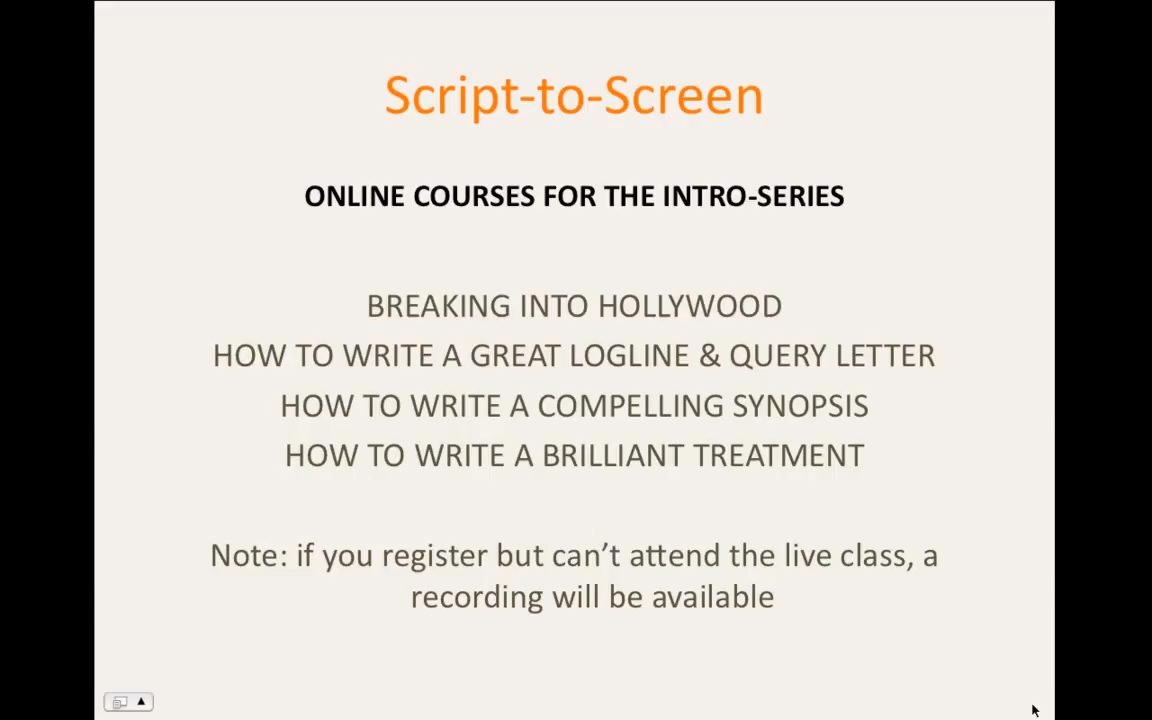 Script-to-Screen
ONLINE COURSES FOR THE INTRO-SERIES
BREAKING INTO HOLLYWOOD
HOW TO WRITE A GREAT LOGLINE & QUERY LETTER
HOW TO WRITE A COMPELLING SYNOPSIS
HOW TO WRITE A BRILLIANT TREATMENT
Note: if you register but can’t attend the live class, a
recording will be available